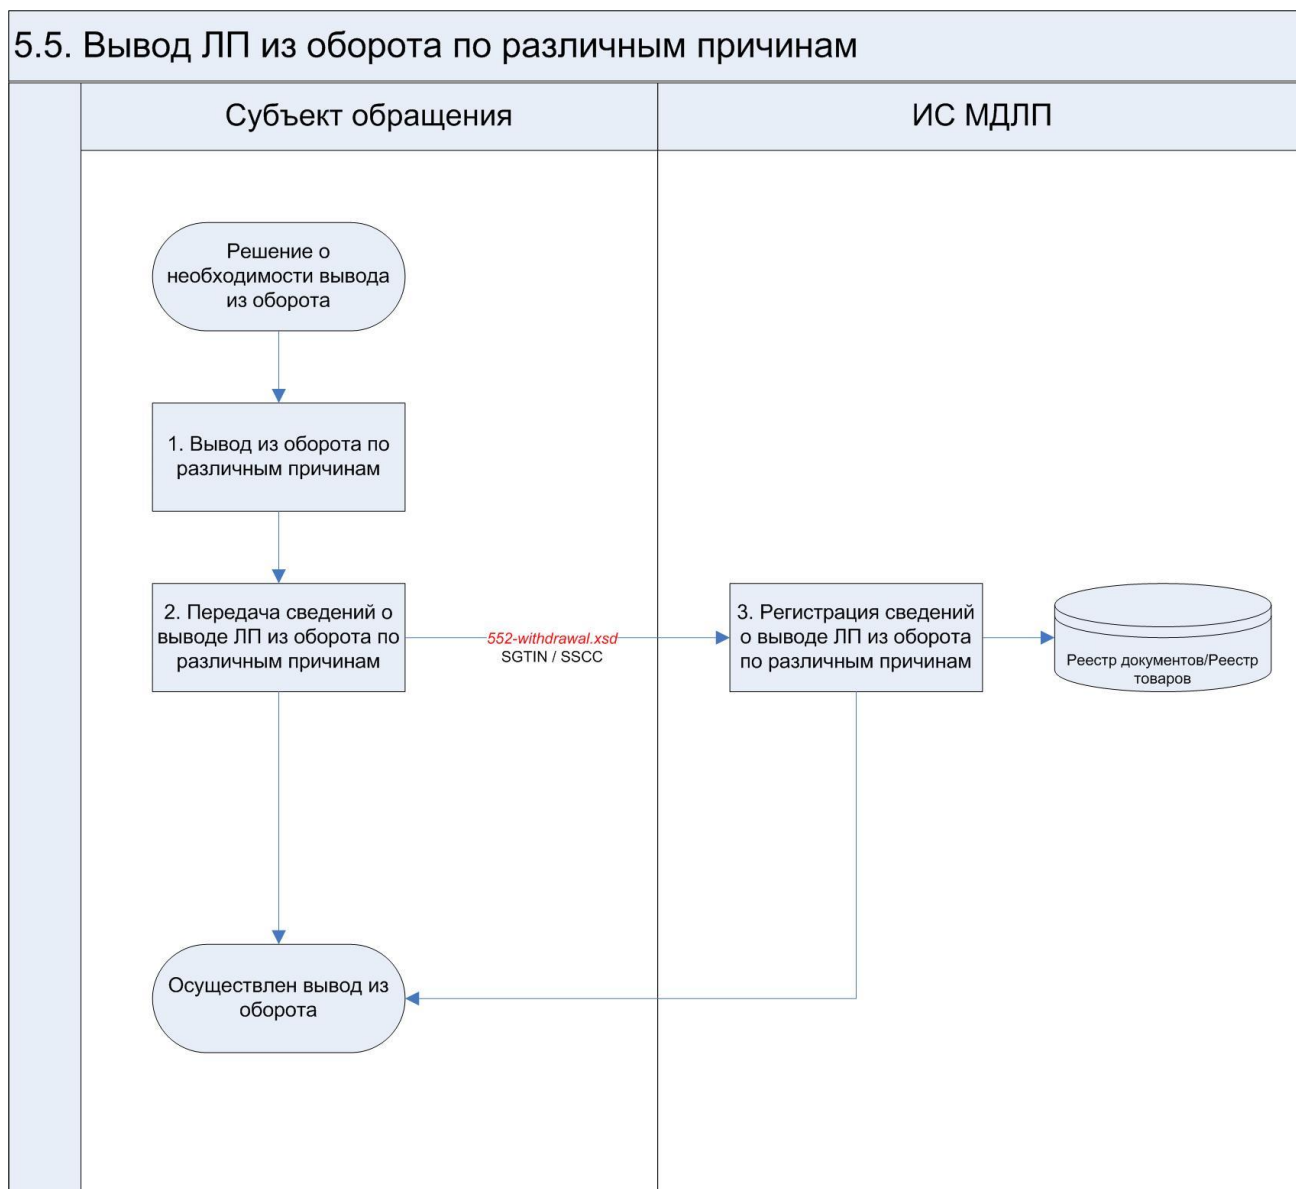 5.5. Вывод ЛП из оборота по различным причинам
Субъект обращения
ИС МДЛП
Решение о
необходимости вывода
из оборота
1. Вывод из оборота по
различным причинам
2. Передача сведений о
выводе ЛП из оборота по
различным причинам
552-withdrawal.xsd
SGTIN / SSCC
3. Регистрация сведений
о выводе ЛП из оборота
по различным причинам
Реестр документов/Реестр
товаров
Осуществлен вывод из
оборота